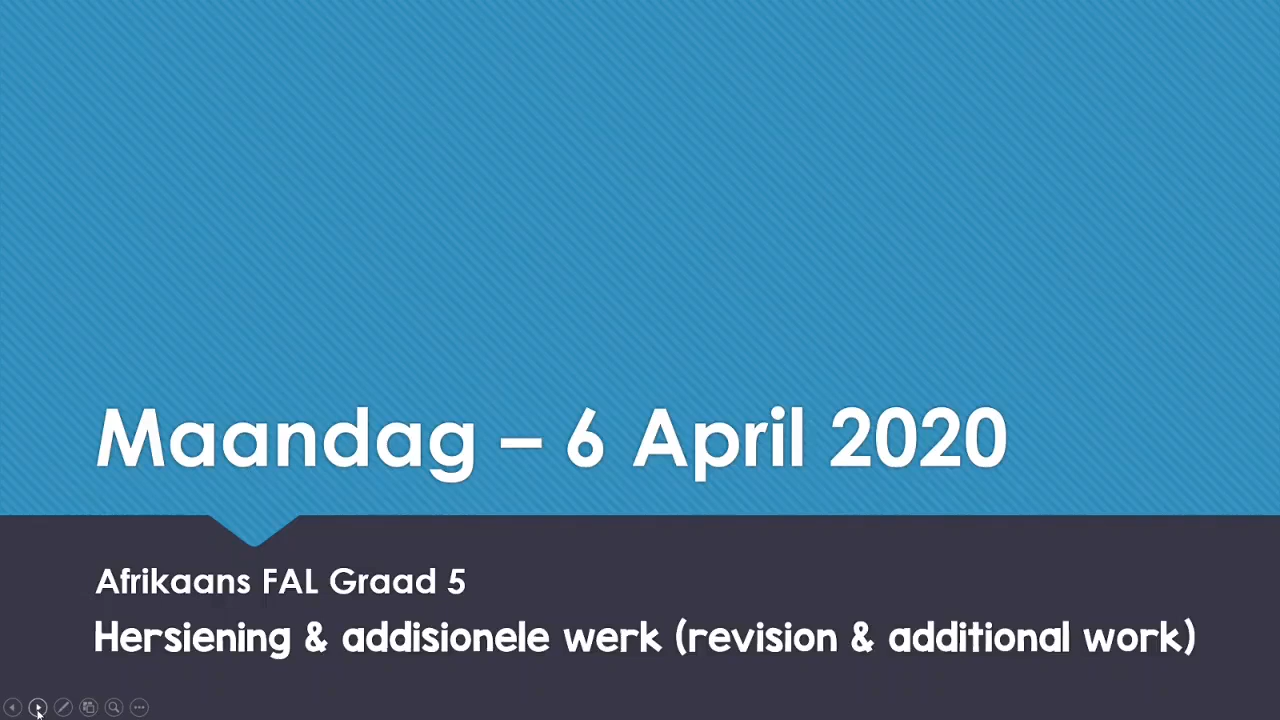 Maandag – 6 April 2020
Afrikaans FAL Graad 5
Hersiening & addisionele werk (revision & additional work)